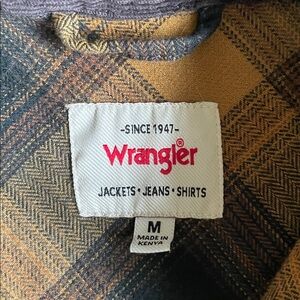 -SINCE 1947-
Wrangler®
JACKETS • JEANS • SHIRTS
M
MADE IN
KENYA